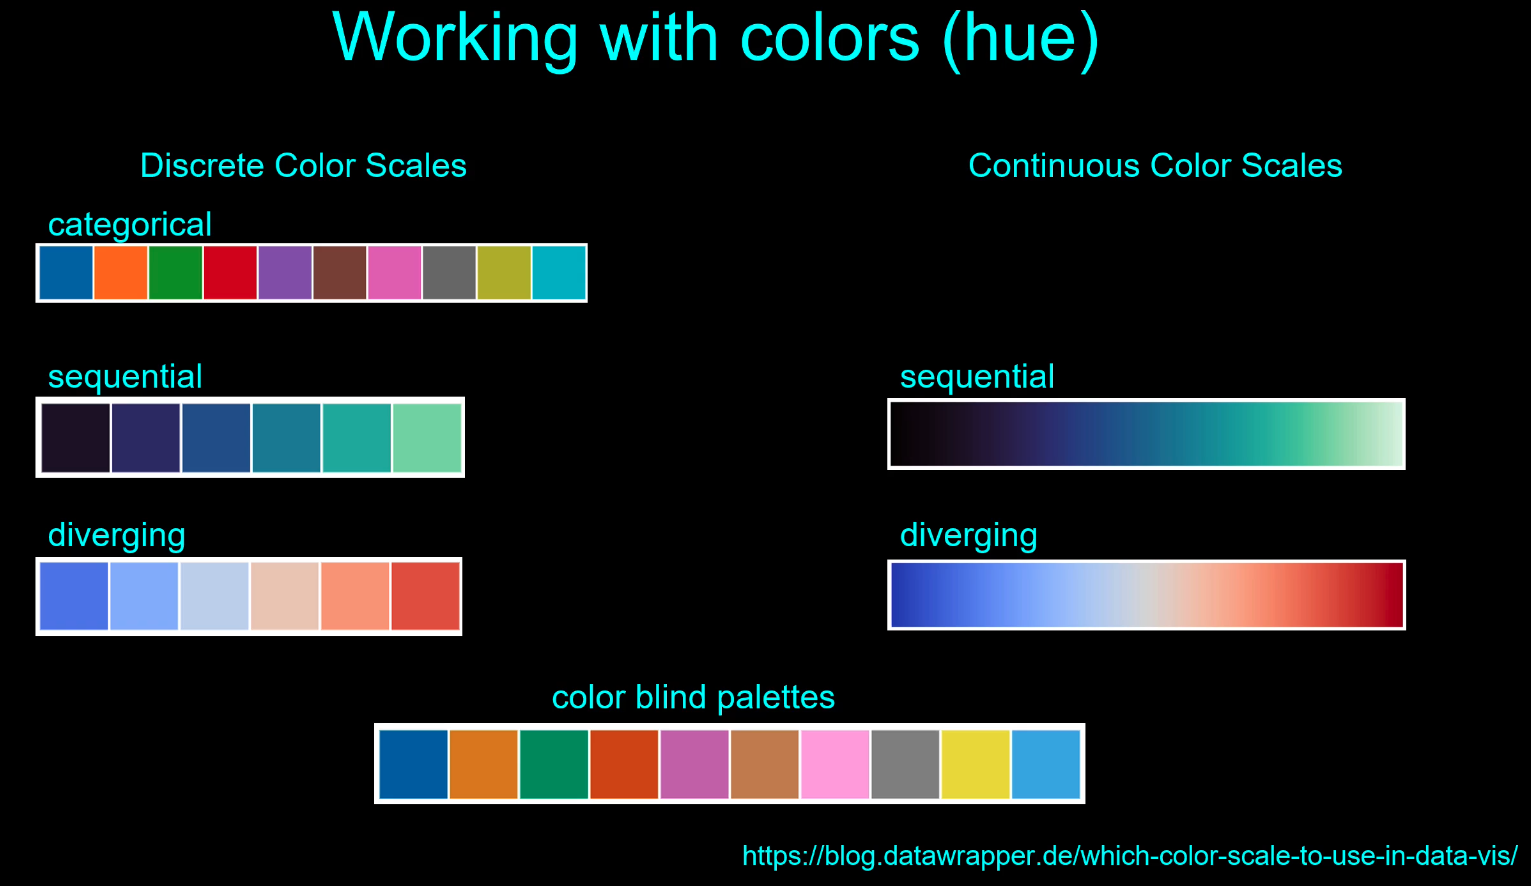 Working with colors (hue)
Discrete Color Scales
Continuous Color Scales
categorical
sequential
sequential
diverging
diverging
color blind palettes
https://blog.datawrapper.de/which-color-scale-to-use-in-data-vis/